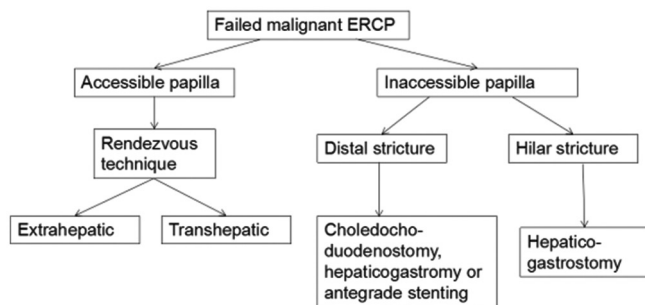 Failed malignant ERCP
Accessible papilla
Inaccessible papilla
Rendezvous
technique
Distal stricture
Hilar stricture
Extrahepatic
Transhepatic
Choledocho-
duodenostomy,
hepaticogastromy or
antegrade stenting
Hepatico-
gastrostomy